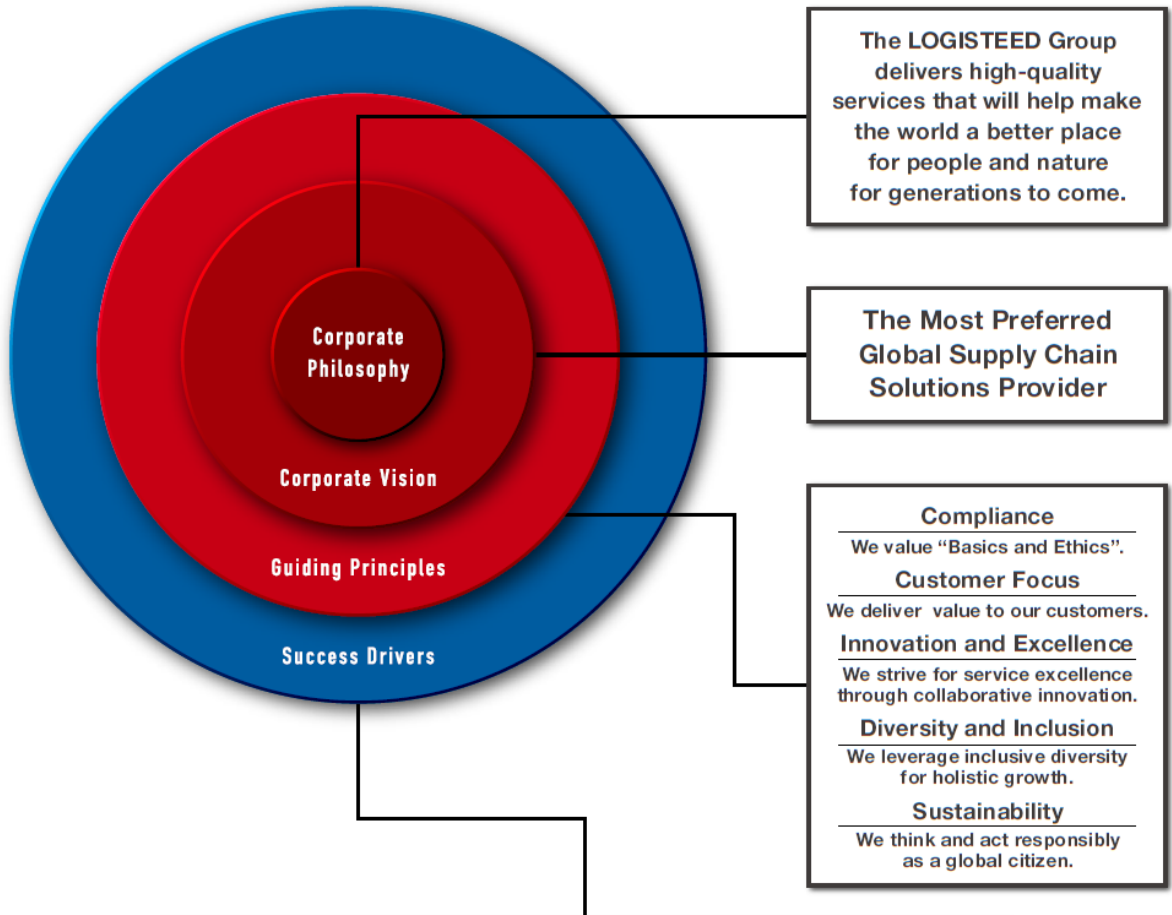 Corporate
Philosophy
Corporate Vision
Guiding Principles
Success Drivers
The LOGISTEED Group
delivers high-quality
services that will help make
the world a better place
for people and nature
for generations to come.
The Most Preferred
Global Supply Chain
Solutions Provider
Compliance
We value “Basics and Ethics”.
Customer Focus
We deliver value to our customers.
Innovation and Excellence
We strive for service excellence
through collaborative innovation.
Diversity and Inclusion
We leverage inclusive diversity
for holistic growth.
Sustainability
We think and act responsibly
as a global citizen.